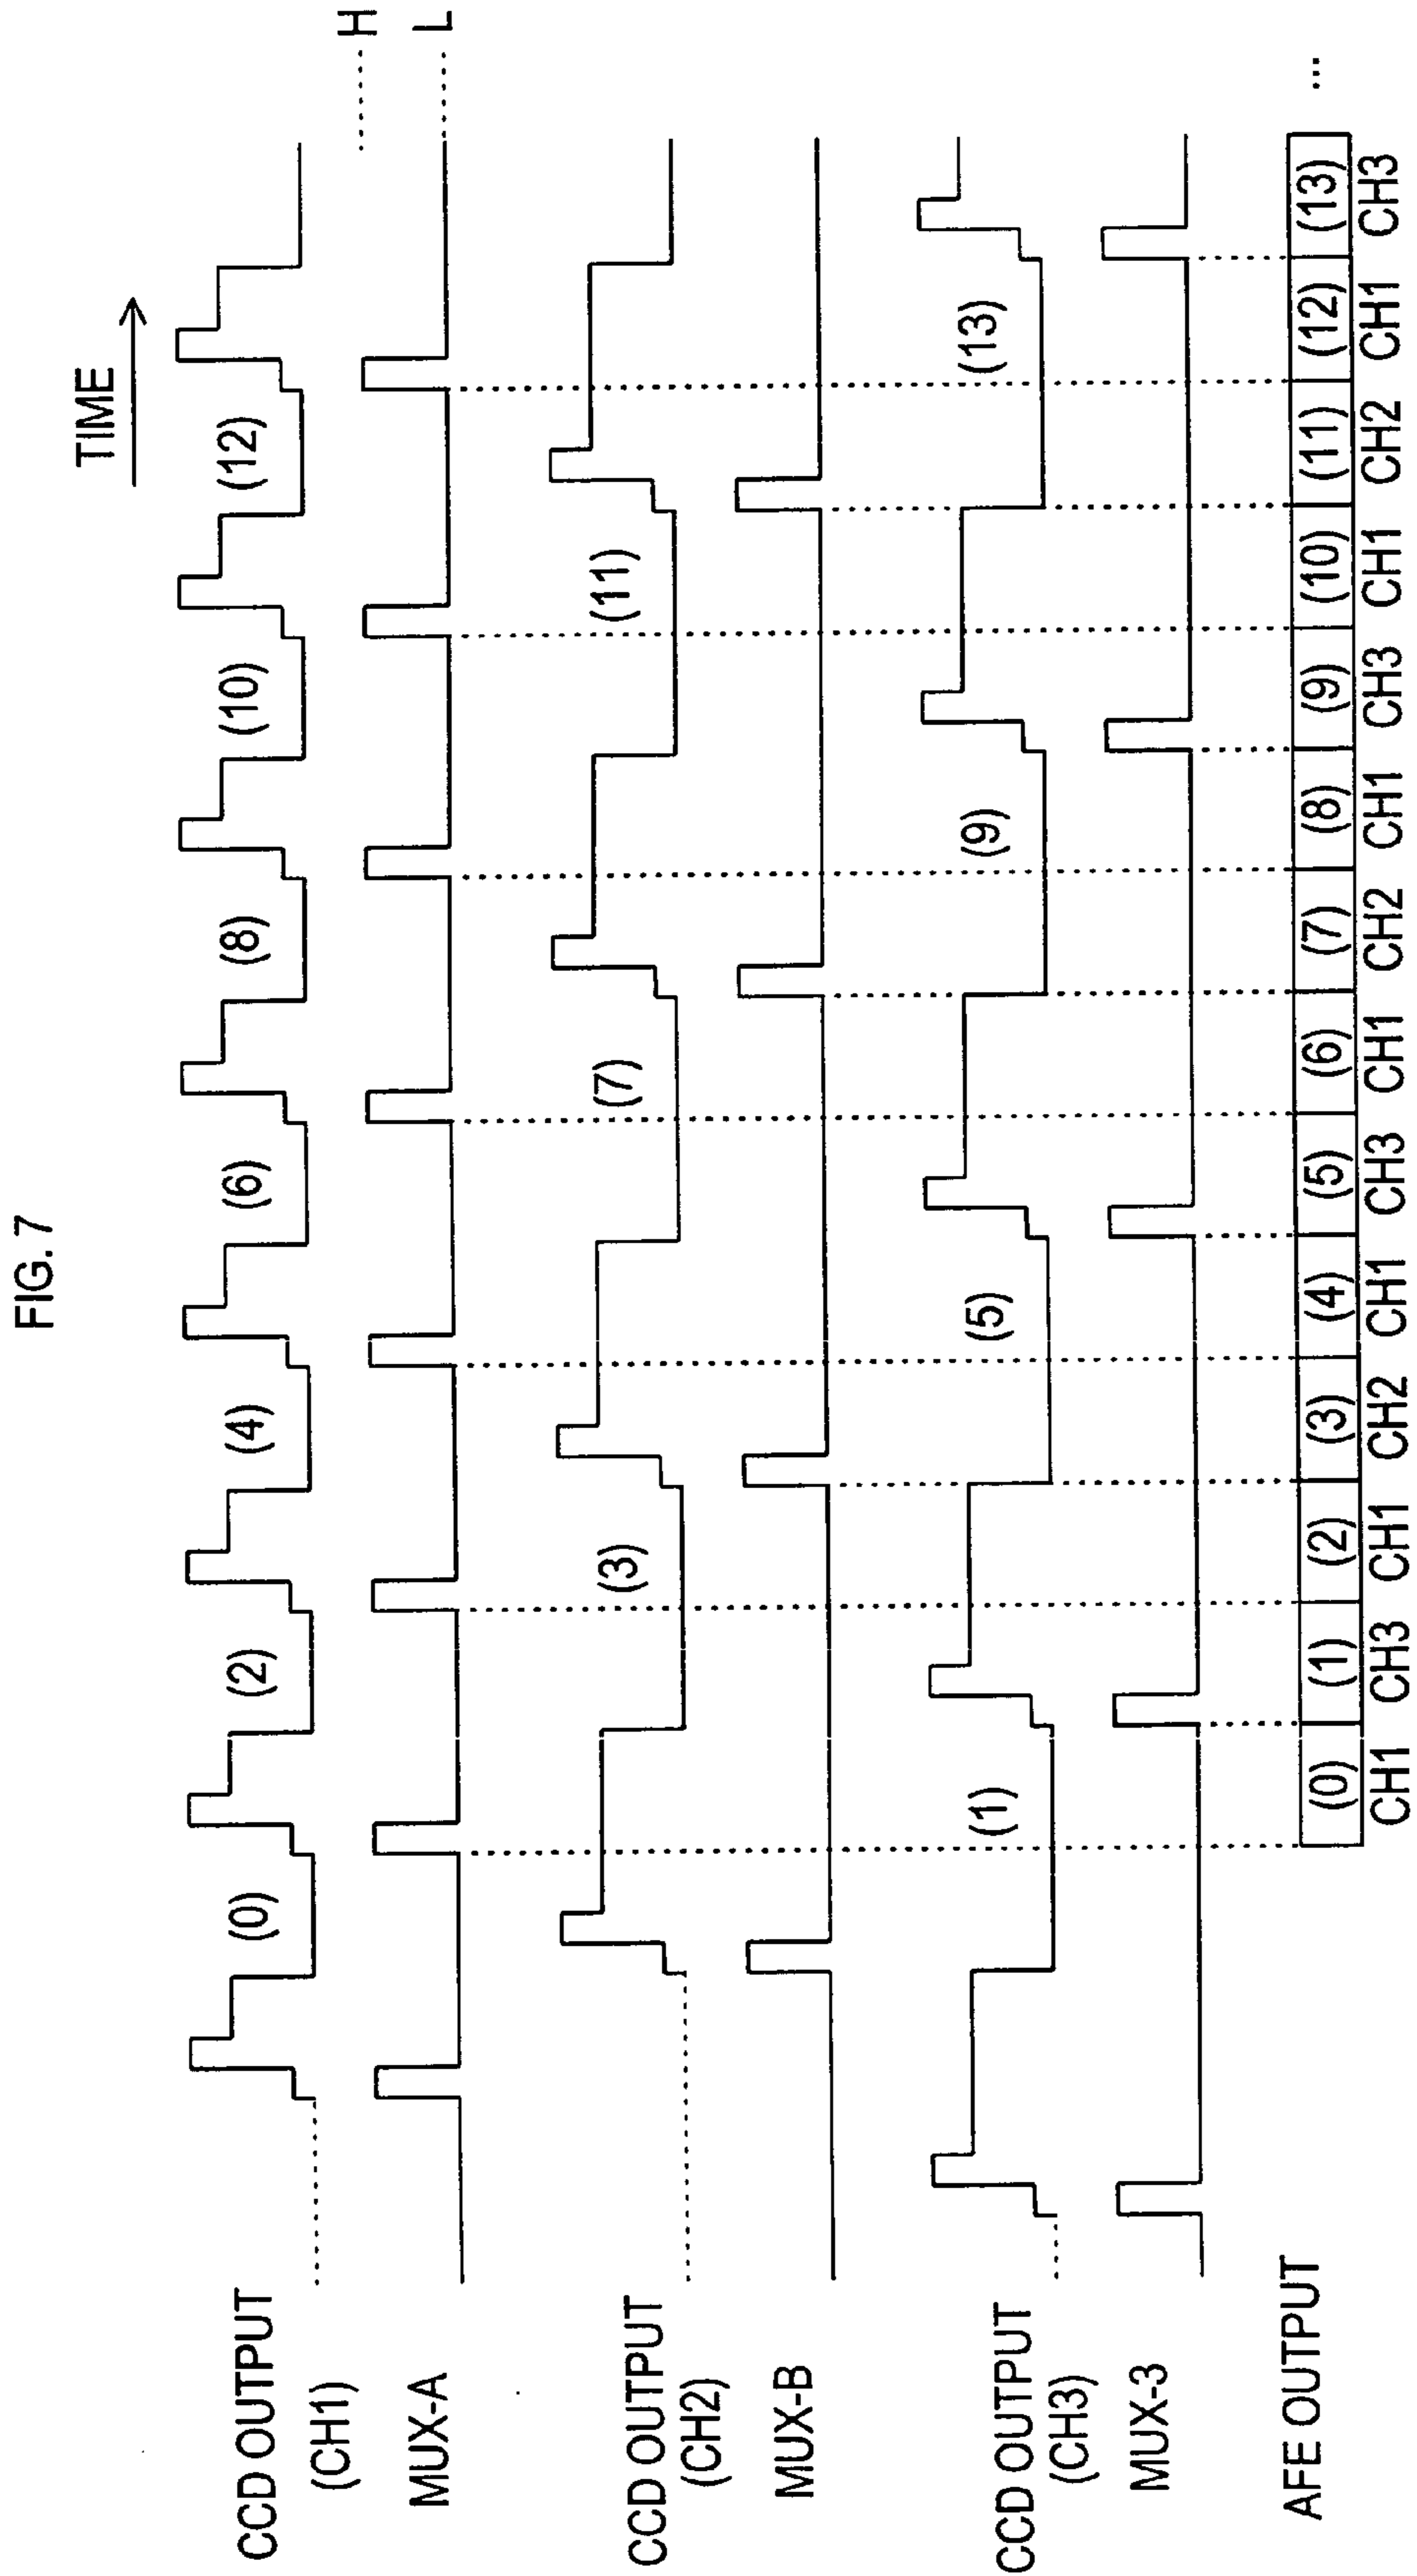 FIG. 7
TIME
H
L
CCD OUTPUT
(CH1)
(0) (2) (4) (6) (8) (10) (12)
MUX-A
CCD OUTPUT
(CH2)
(3) (7) (11)
MUX-B
CCD OUTPUT
(CH3)
(1) (5) (9) (13)
MUX-3
AFE OUTPUT
(0) (1) (2) (3) (4) (5) (6) (7) (8) (9) (10) (11) (12) (13) ...
CH1 CH3 CH1 CH2 CH1 CH3 CH1 CH2 CH1 CH3 CH1 CH2 CH1 CH3